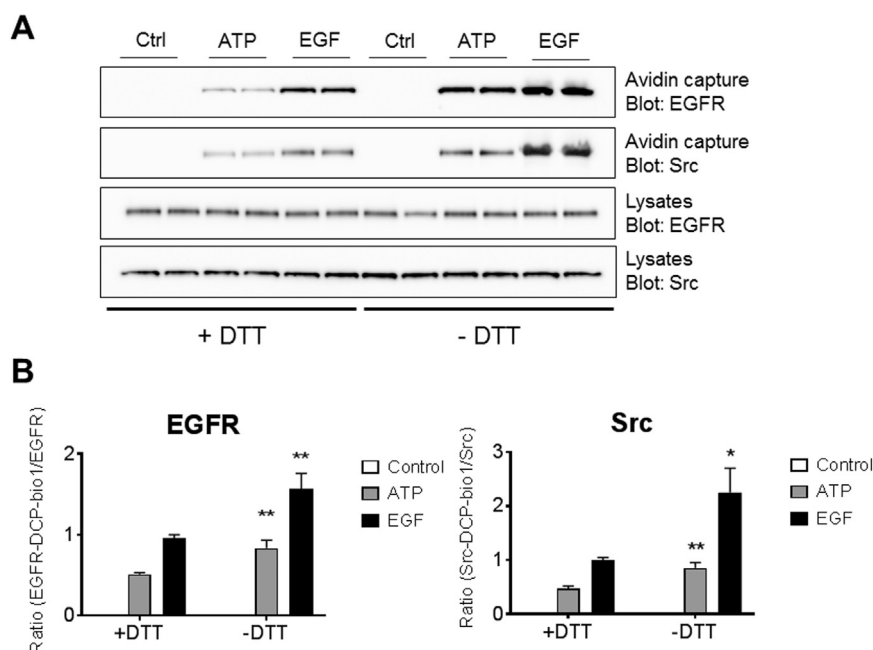 A
Ctrl ATP EGF Ctrl ATP EGF
Avidin capture
Blot: EGFR
Avidin capture
Blot: Src
Lysates
Blot: EGFR
Lysates
Blot: Src
+ DTT - DTT
B
EGFR
Ratio (EGFR-DCP-bio1/EGFR)
2
1
0
** **
+DTT -DTT
Control
ATP
EGF
Src
Ratio (Src-DCP-bio1/Src)
3
2
1
0
** *
+DTT -DTT
Control
ATP
EGF